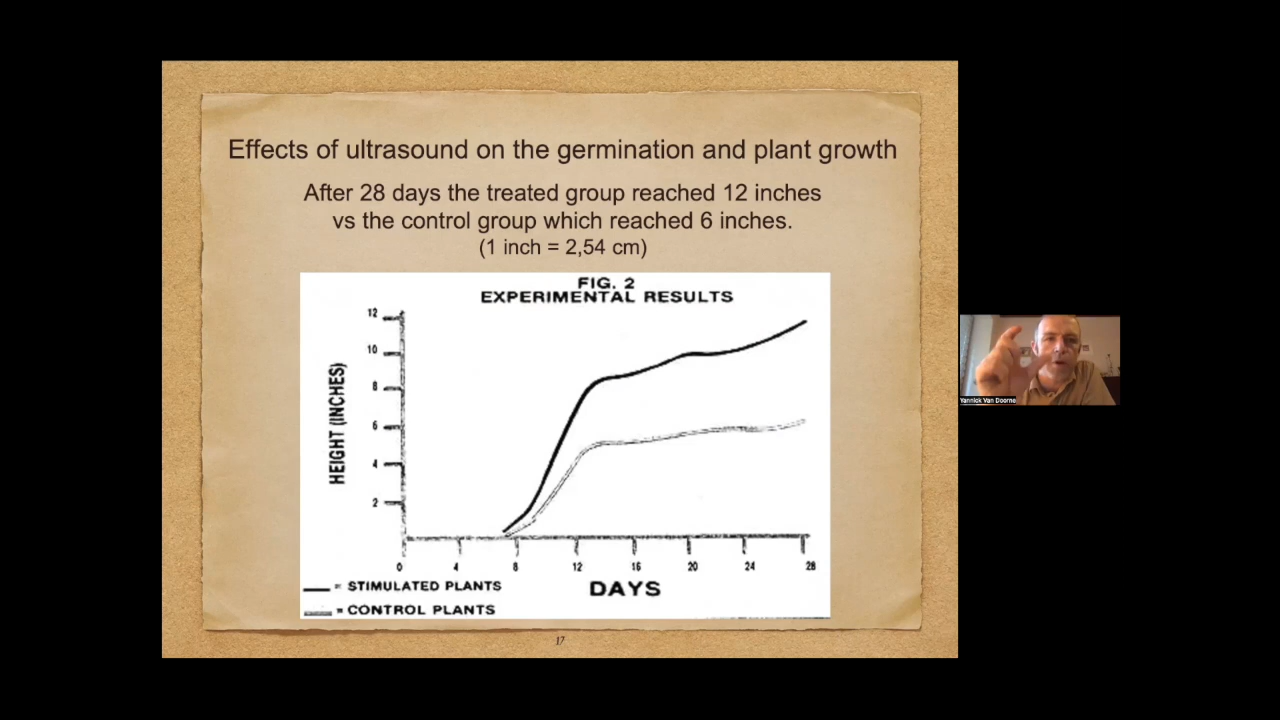 Effects of ultrasound on the germination and plant growth
After 28 days the treated group reached 12 inches
vs the control group which reached 6 inches.
(1 inch = 2,54 cm)
FIG. 2
EXPERIMENTAL RESULTS
HEIGHT (INCHES)
12
10
8
6
4
2
0 4 8 12 16 20 24 28
DAYS
= STIMULATED PLANTS
= CONTROL PLANTS
17
Yannick Van Doorne